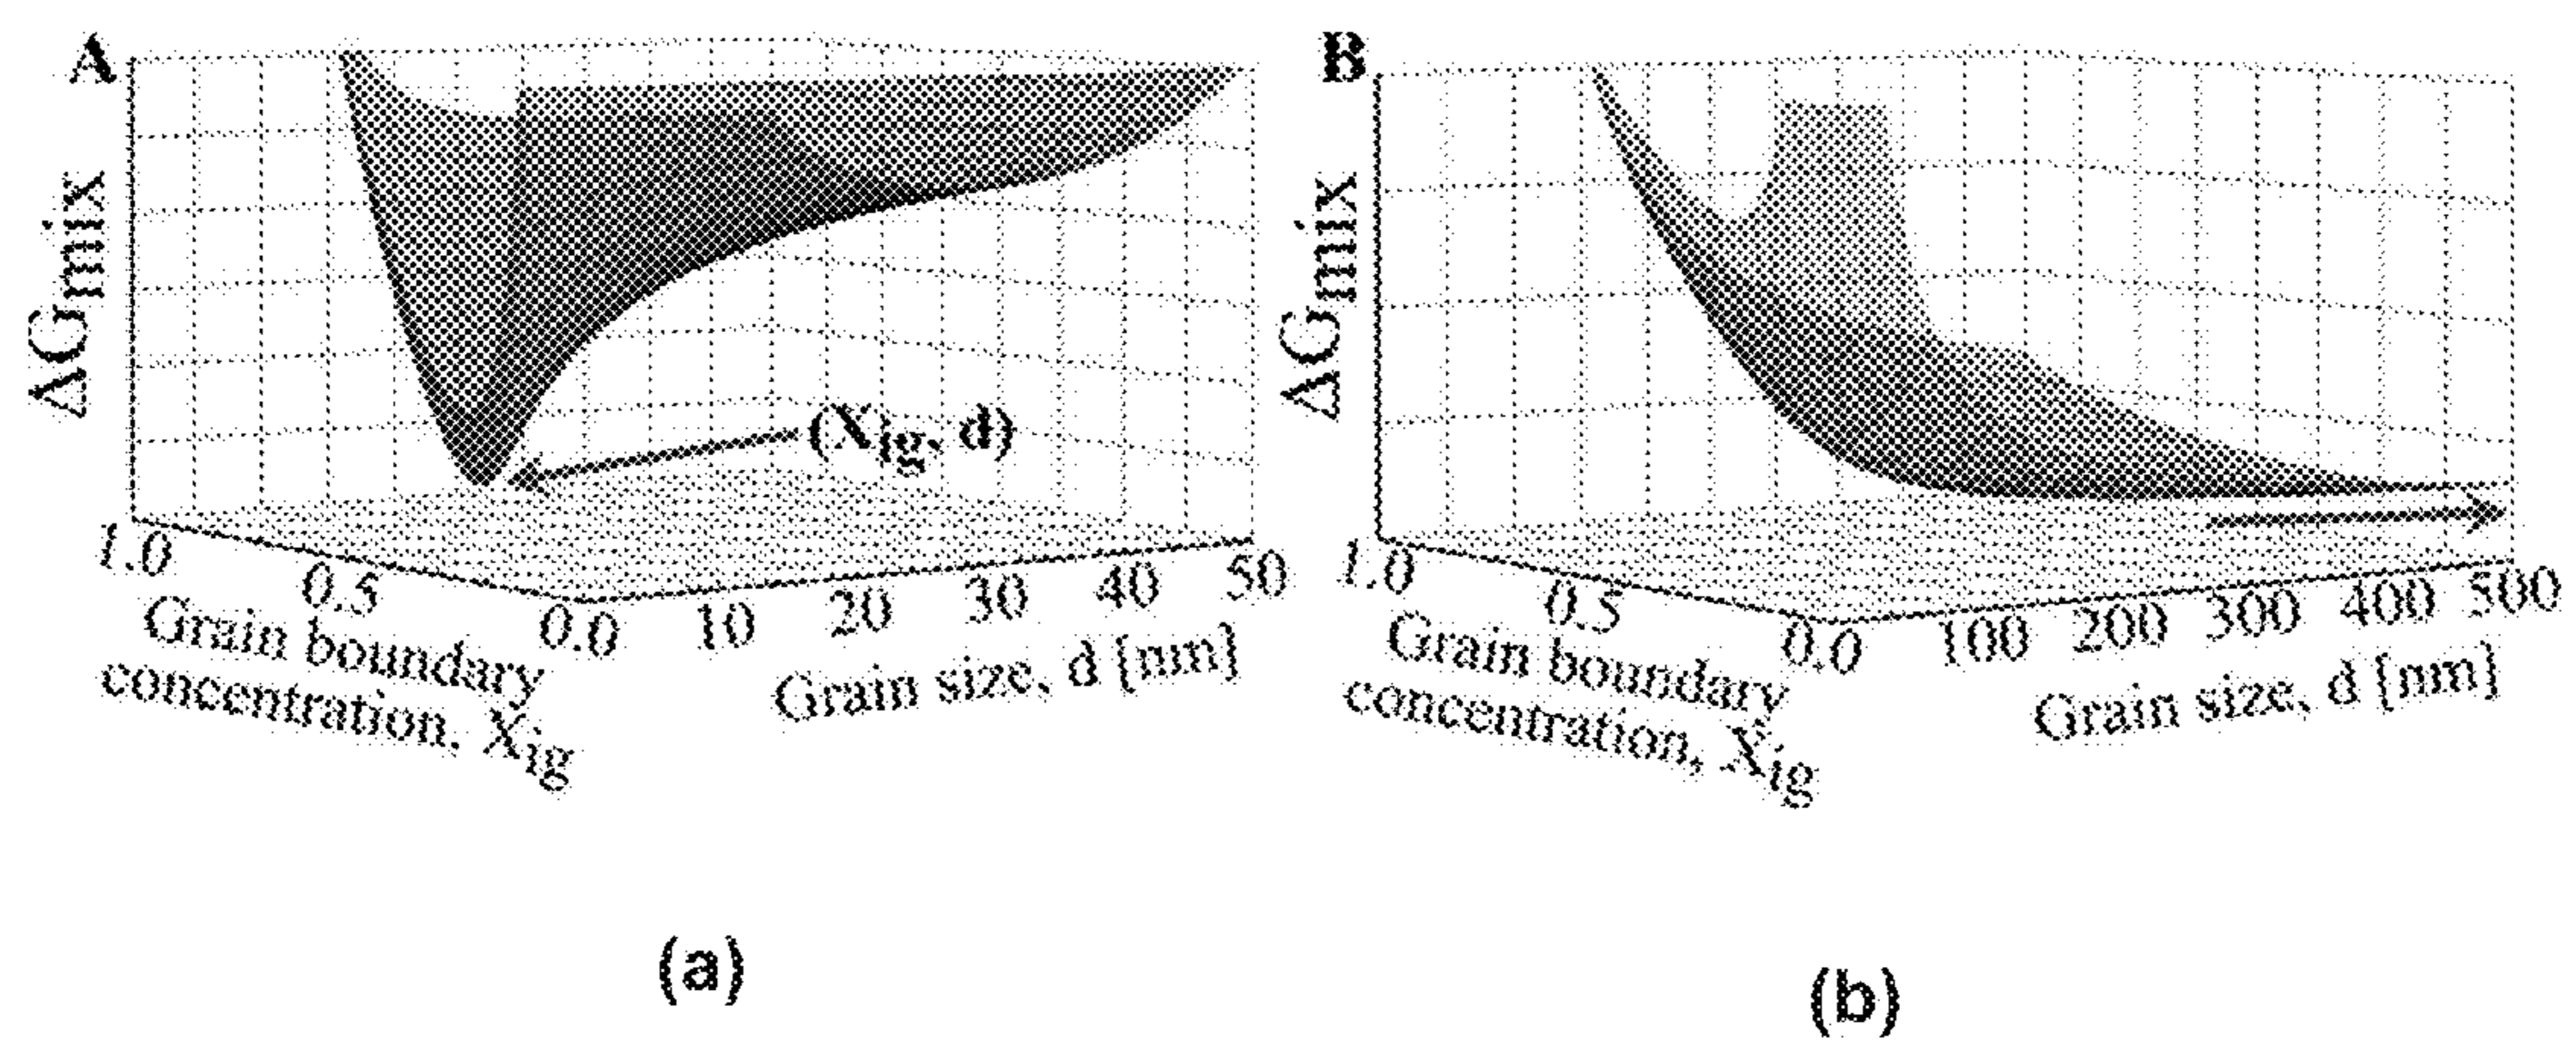 A
ΔGmix
(Xig, d)
1.0
0.5
0.0
10
20
30
40
50
Grain boundary
concentration, Xig
Grain size, d [nm]
(a)
B
ΔGmix
1.0
0.5
0.0
100
200
300
400
500
Grain boundary
concentration, Xig
Grain size, d [nm]
(b)